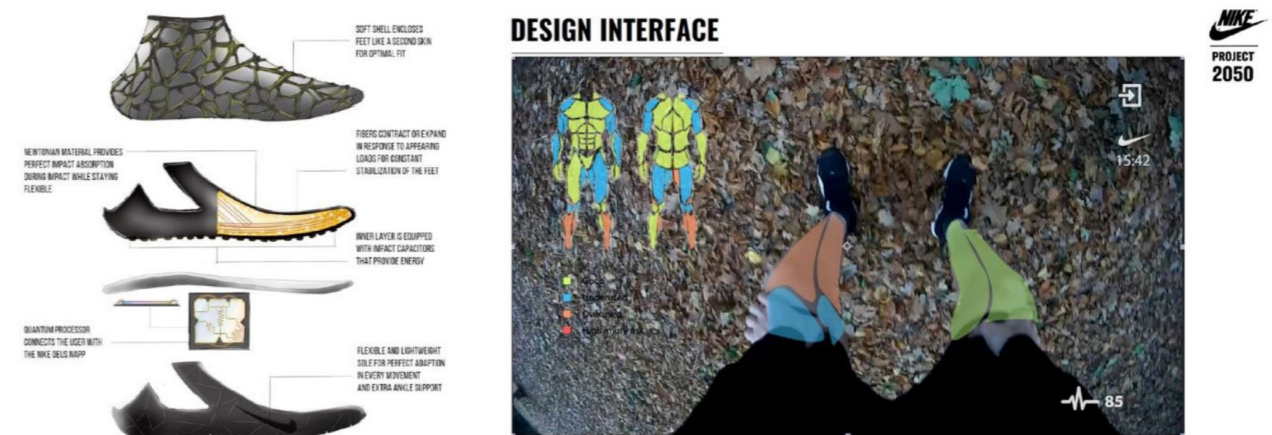 SOFT SHELL ENCLOSES
FEET LIKE A SECOND SKIN
FOR OPTIMAL FIT
FIBERS CONTRACT OR EXPAND
IN RESPONSE TO APPEARING
LOADS FOR CONSTANT
STABILIZATION OF THE FEET
NEWTONIAN MATERIAL PROVIDES
PERFECT IMPACT ABSORPTION
DURING IMPACT WHILE STAYING
FLEXIBLE
INNER LAYER IS EQUIPPED
WITH IMPACT CAPACITORS
THAT PROVIDE ENERGY
QUANTUM PROCESSOR
CONNECTS THE USER WITH
THE NIKE DEUS NAPP
FLEXIBLE AND LIGHTWEIGHT
SOLE FOR PERFECT ADAPTION
IN EVERY MOVEMENT
AND EXTRA ANKLE SUPPORT
DESIGN INTERFACE
15:42
85
NIKE
PROJECT
2050